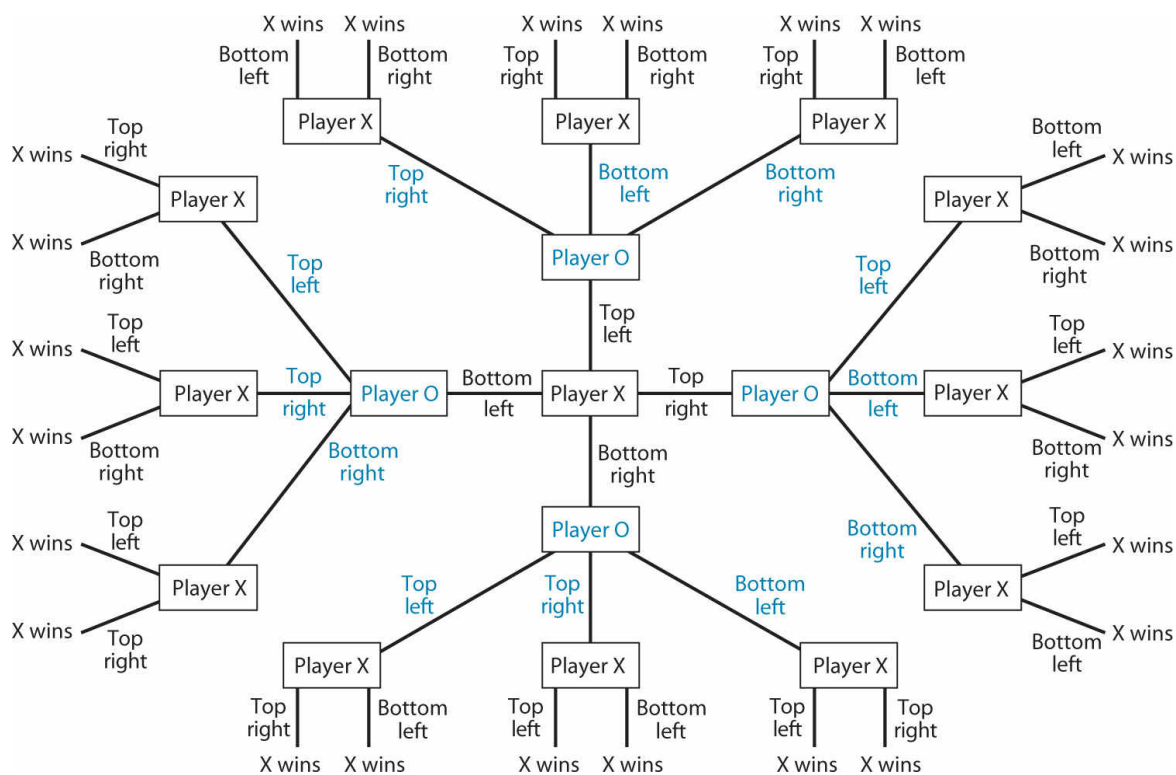 X wins X wins X wins X wins X wins X wins
Bottom
left
Bottom
right
Top
right
Bottom
right
Top
right
Bottom
left
Player X Player X Player X
Top
right
Bottom
left
Bottom
right
Player O
Top
left
X wins
Top
right
Player X
X wins
Bottom
right
Top
left
X wins
Top
left
Player X
Top
right
X wins
Bottom
right
Bottom
right
X wins
Top
left
Player X
X wins
Top
right
Player O
Bottom
left
Player X
Top
right
Player O
Bottom
left
X wins
Player X
Bottom
right
X wins
Top
left
Top
left
X wins
Bottom
left
Player X
Bottom
right
X wins
Bottom
right
Top
left
X wins
Player X
Bottom
left
X wins
Bottom
right
Player O
Top
left
Top
right
Bottom
left
Player X Player X Player X
Top
right
Bottom
left
Top
left
Bottom
left
Top
left
Top
right
X wins X wins X wins X wins X wins X wins